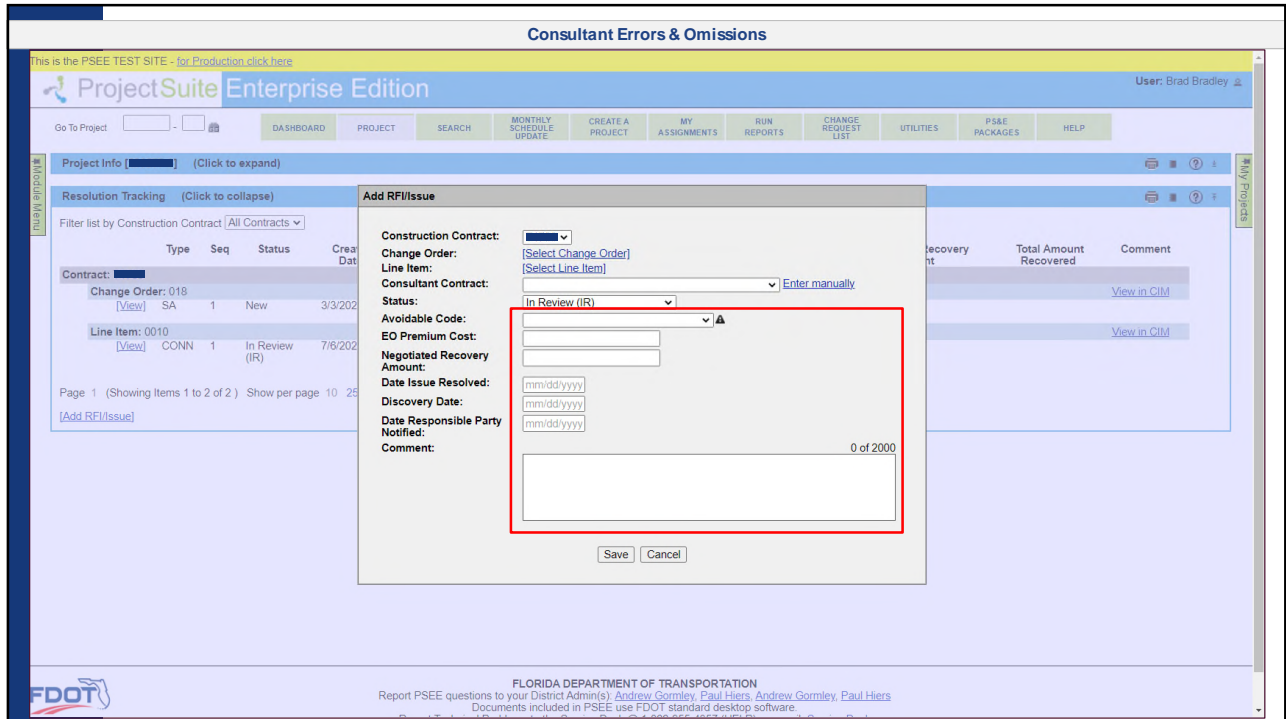 Consultant Errors & Omissions
This is the PSEE TEST SITE - for Production click here
ProjectSuite Enterprise Edition
User: Brad Bradley
Go To Project -
DASHBOARD PROJECT SEARCH MONTHLY SCHEDULE UPDATE CREATE A PROJECT MY ASSIGNMENTS RUN REPORTS CHANGE REQUEST LIST UTILITIES PS&E PACKAGES HELP
Module Menu
My Projects
Project Info [ ] (Click to expand)
Resolution Tracking (Click to collapse)
Filter list by Construction Contract All Contracts
Type Seq Status
Total Amount Recovered Comment
Contract:
Change Order: 018 View in CIM
[View] SA 1 New
Line Item: 0010 View in CIM
[View] CONN 1 In Review (IR)
Page 1 (Showing Items 1 to 2 of 2 ) Show per page 10 25
[Add RFI/Issue]
Add RFI/Issue
Construction Contract:
Change Order: [Select Change Order]
Line Item: [Select Line Item]
Consultant Contract: Enter manually
Status: In Review (IR)
Avoidable Code:
EO Premium Cost:
Negotiated Recovery
Amount:
Date Issue Resolved: mm/dd/yyyy
Discovery Date: mm/dd/yyyy
Date Responsible Party mm/dd/yyyy
Notified:
Comment: 0 of 2000
Save Cancel
FDOT
FLORIDA DEPARTMENT OF TRANSPORTATION
Report PSEE questions to your District Admin(s): Andrew Gormley, Paul Hiers, Andrew Gormley, Paul Hiers
Documents included in PSEE use FDOT standard desktop software.